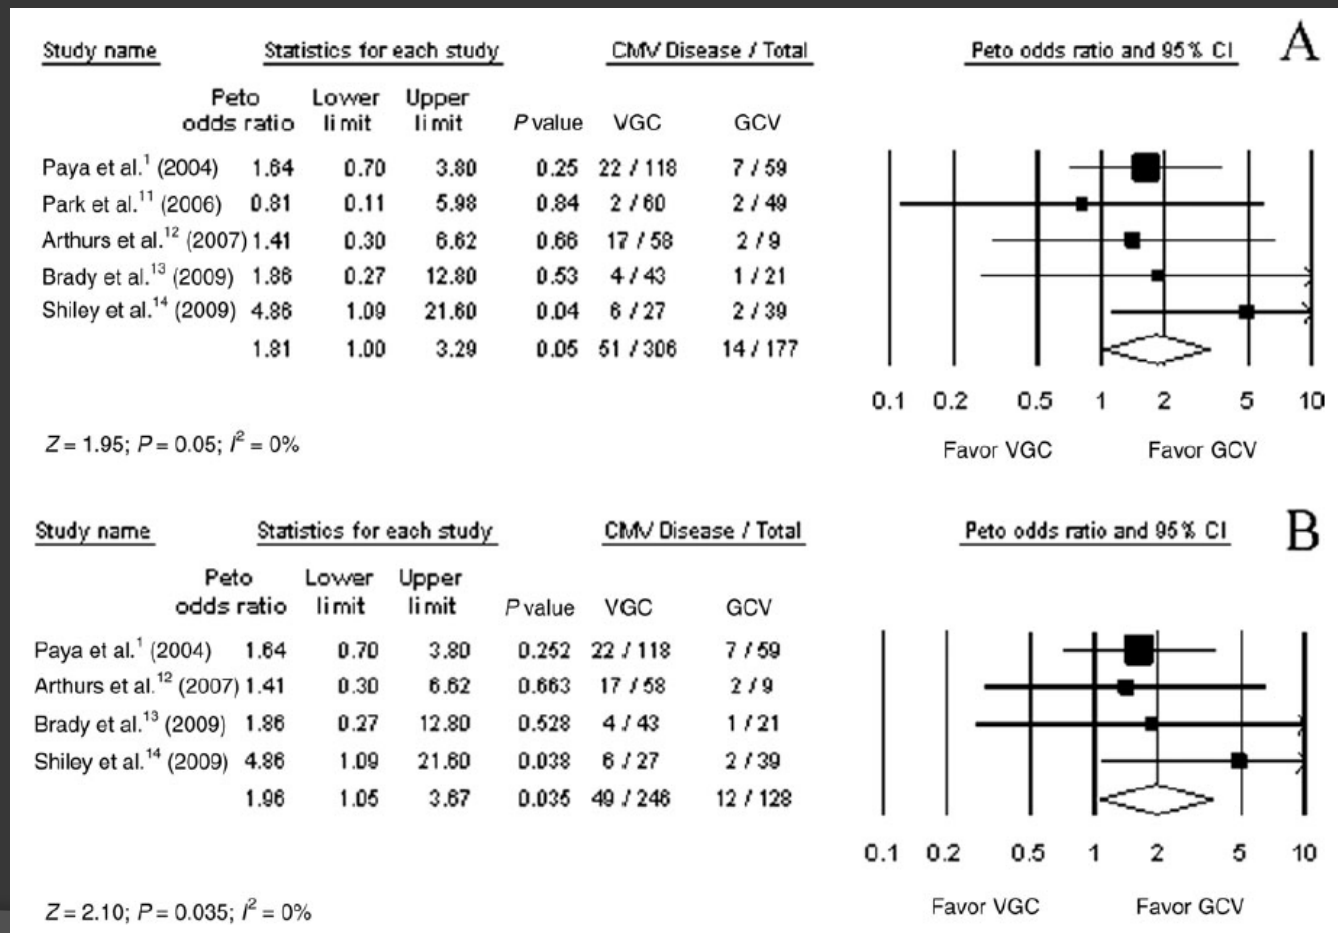 A
Study name Statistics for each study CMV Disease / Total Peto odds ratio and 95% CI
Peto Lower Upper
odds ratio limit limit P value VGC GCV
Paya et al.1 (2004) 1.64 0.70 3.80 0.25 22 / 118 7 / 59
Park et al.11 (2006) 0.81 0.11 5.98 0.84 2 / 60 2 / 49
Arthurs et al.12 (2007) 1.41 0.30 6.62 0.66 17 / 58 2 / 9
Brady et al.13 (2009) 1.86 0.27 12.80 0.53 4 / 43 1 / 21
Shiley et al.14 (2009) 4.86 1.09 21.60 0.04 6 / 27 2 / 39
1.81 1.00 3.29 0.05 51 / 306 14 / 177
0.1 0.2 0.5 1 2 5 10
Z = 1.95; P = 0.05; I2 = 0% Favor VGC Favor GCV
B
Study name Statistics for each study CMV Disease / Total Peto odds ratio and 95% CI
Peto Lower Upper
odds ratio limit limit P value VGC GCV
Paya et al.1 (2004) 1.64 0.70 3.80 0.252 22 / 118 7 / 59
Arthurs et al.12 (2007) 1.41 0.30 6.62 0.663 17 / 58 2 / 9
Brady et al.13 (2009) 1.86 0.27 12.80 0.528 4 / 43 1 / 21
Shiley et al.14 (2009) 4.86 1.09 21.60 0.038 6 / 27 2 / 39
1.96 1.05 3.67 0.035 49 / 246 12 / 128
0.1 0.2 0.5 1 2 5 10
Z = 2.10; P = 0.035; I2 = 0% Favor VGC Favor GCV